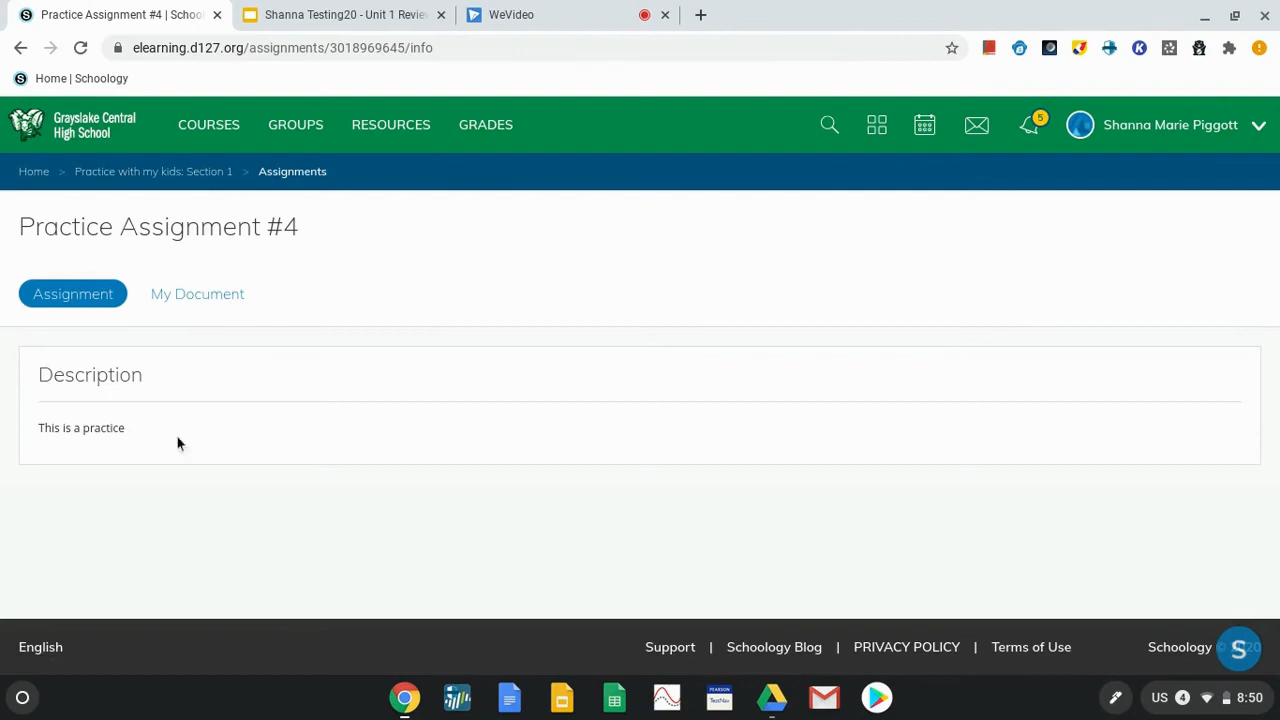 Practice Assignment #4 | Schoo
Shanna Testing20 - Unit 1 Revie
WeVideo
elearning.d127.org/assignments/3018969645/info
Home | Schoology
Grayslake Central
High School
COURSES
GROUPS
RESOURCES
GRADES
5
Shanna Marie Piggott
Home > Practice with my kids: Section 1 > Assignments
Practice Assignment #4
Assignment
My Document
Description
This is a practice
English
Support | Schoology Blog | PRIVACY POLICY | Terms of Use
Schoology © 2020
S
PEARSON
TestNav
US
4
8:50